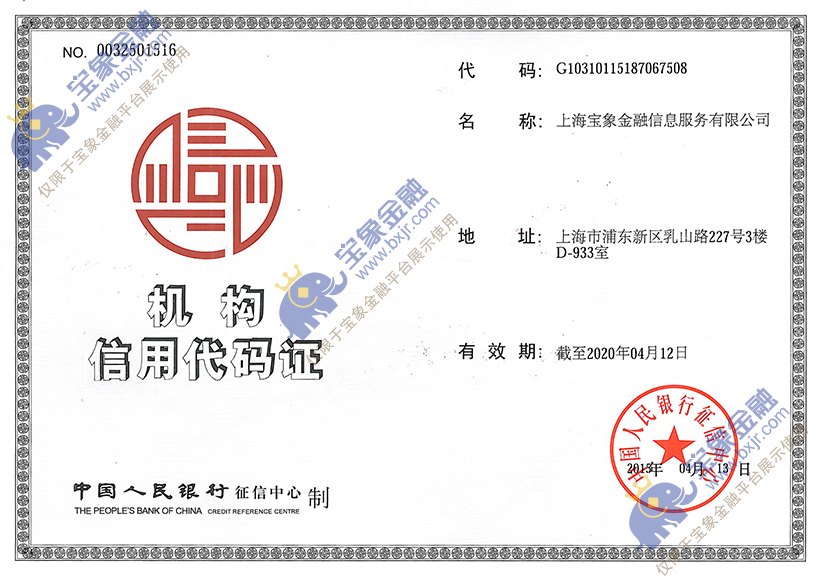 NO. 0032501516
机构
信用代码证
中国人民银行 征信中心 制
THE PEOPLE'S BANK OF CHINA CREDIT REFERENCE CENTRE
代 码: G10310115187067508
名 称: 上海宝象金融信息服务有限公司
地 址: 上海市浦东新区乳山路227号3楼
D-933室
有效期: 截至2020年04月12日
中国人民银行征信中心
2015年 04月 13日
宝象金融
www.bxjr.com
仅限于宝象金融平台展示使用
宝象金融
www.bxjr.com
仅限于宝象金融平台展示使用
宝象金融
www.bxjr.com
仅限于宝象金融平台展示使用